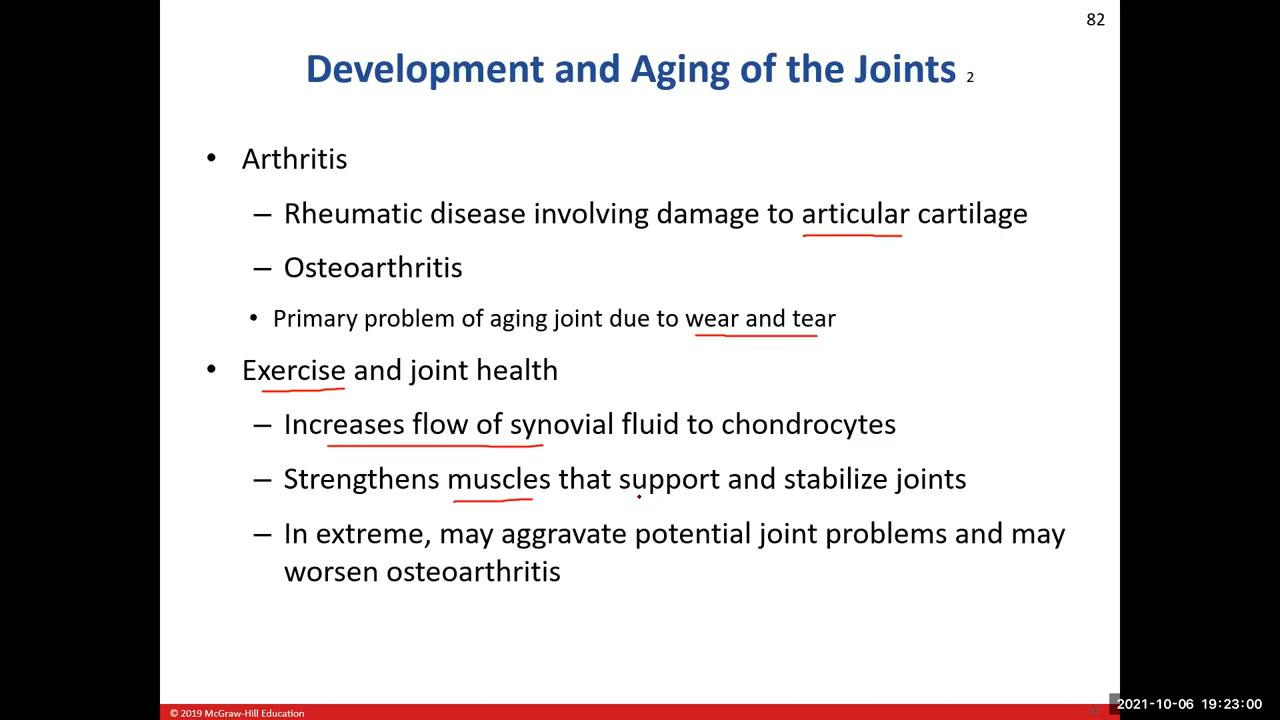 82
Development and Aging of the Joints 2
• Arthritis
– Rheumatic disease involving damage to articular cartilage
– Osteoarthritis
• Primary problem of aging joint due to wear and tear
• Exercise and joint health
– Increases flow of synovial fluid to chondrocytes
– Strengthens muscles that support and stabilize joints
– In extreme, may aggravate potential joint problems and may
worsen osteoarthritis
© 2019 McGraw-Hill Education
2021-10-06 19:23:00